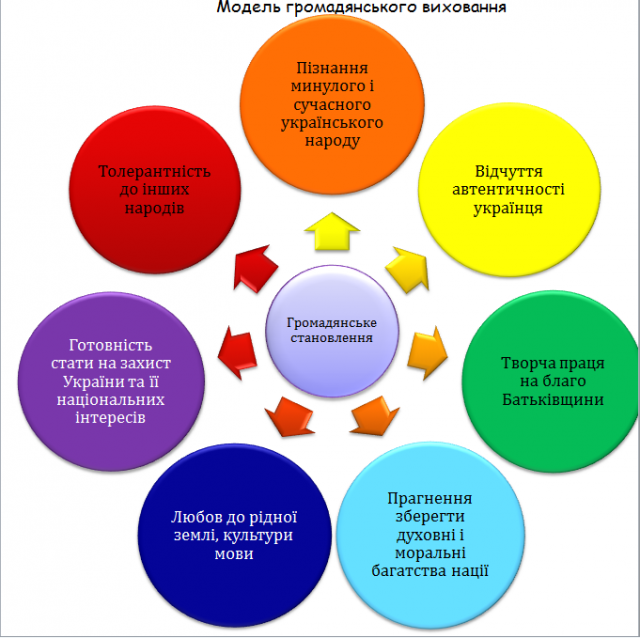 Модель громадянського виховання
Пізнання
минулого і
сучасного
українського
народу
Відчуття
автентичності
українця
Творча праця
на благо
Батьківщини
Прагнення
зберегти
духовні і
моральні
багатства нації
Любов до рідної
землі, культури
мови
Готовність
стати на захист
України та її
національних
інтересів
Толерантність
до інших
народів
Громадянське
становлення